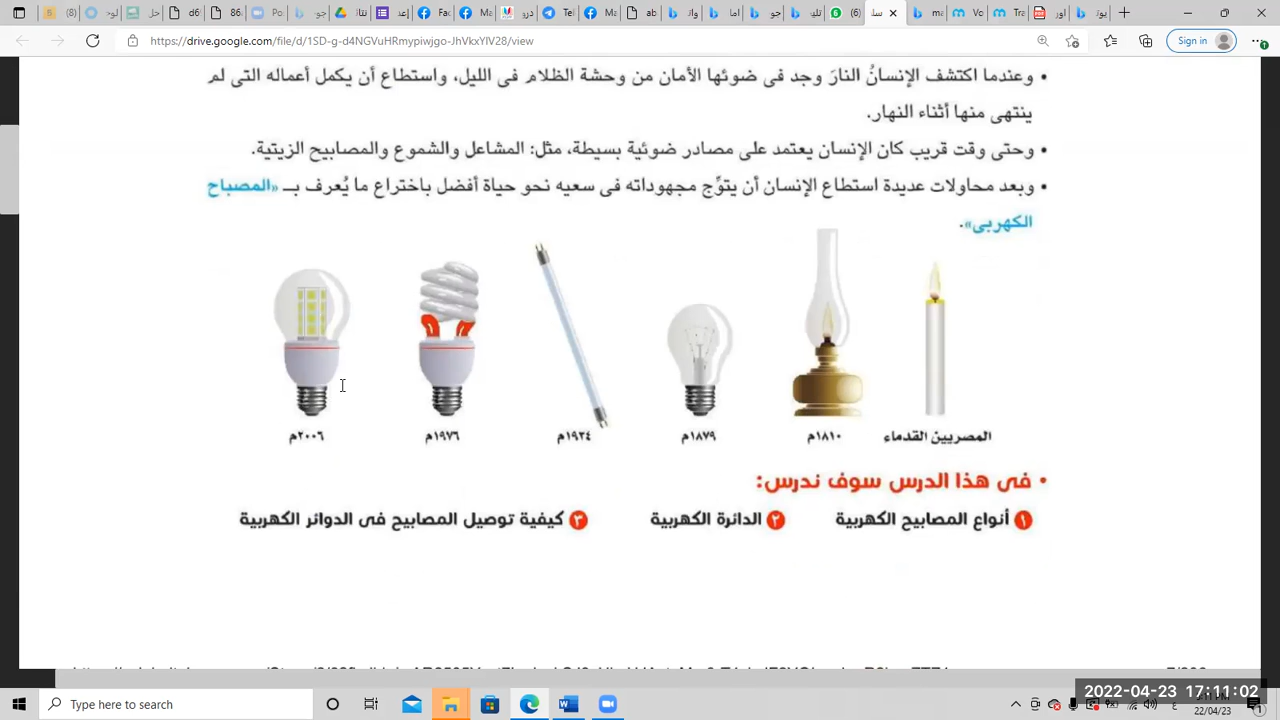 https://drive.google.com/file/d/1SD-g-d4NGVuHRmypiwjgo-JhVkxYlV28/view
Sign in
• وعندما اكتشف الإنسانُ النارَ وجد فى ضوئها الأمان من وحشة الظلام فى الليل، واستطاع أن يكمل أعماله التى لم
ينتهى منها أثناء النهار.
• وحتى وقت قريب كان الإنسان يعتمد على مصادر ضوئية بسيطة، مثل: المشاعل والشموع والمصابيح الزيتية.
• وبعد محاولات عديدة استطاع الإنسان أن يتوِّج مجهوداته فى سعيه نحو حياة أفضل باختراع ما يُعرف بــ «المصباح
الكهربى».
المصريين القدماء ١٨١٠م ١٨٧٩م ١٩٣٤م ١٩٧٦م ٢٠٠٦م
• فى هذا الدرس سوف ندرس:
١ أنواع المصابيح الكهربية ٢ الدائرة الكهربية ٣ كيفية توصيل المصابيح فى الدوائر الكهربية
Type here to search
2022-04-23 17:11:02
22/04/23